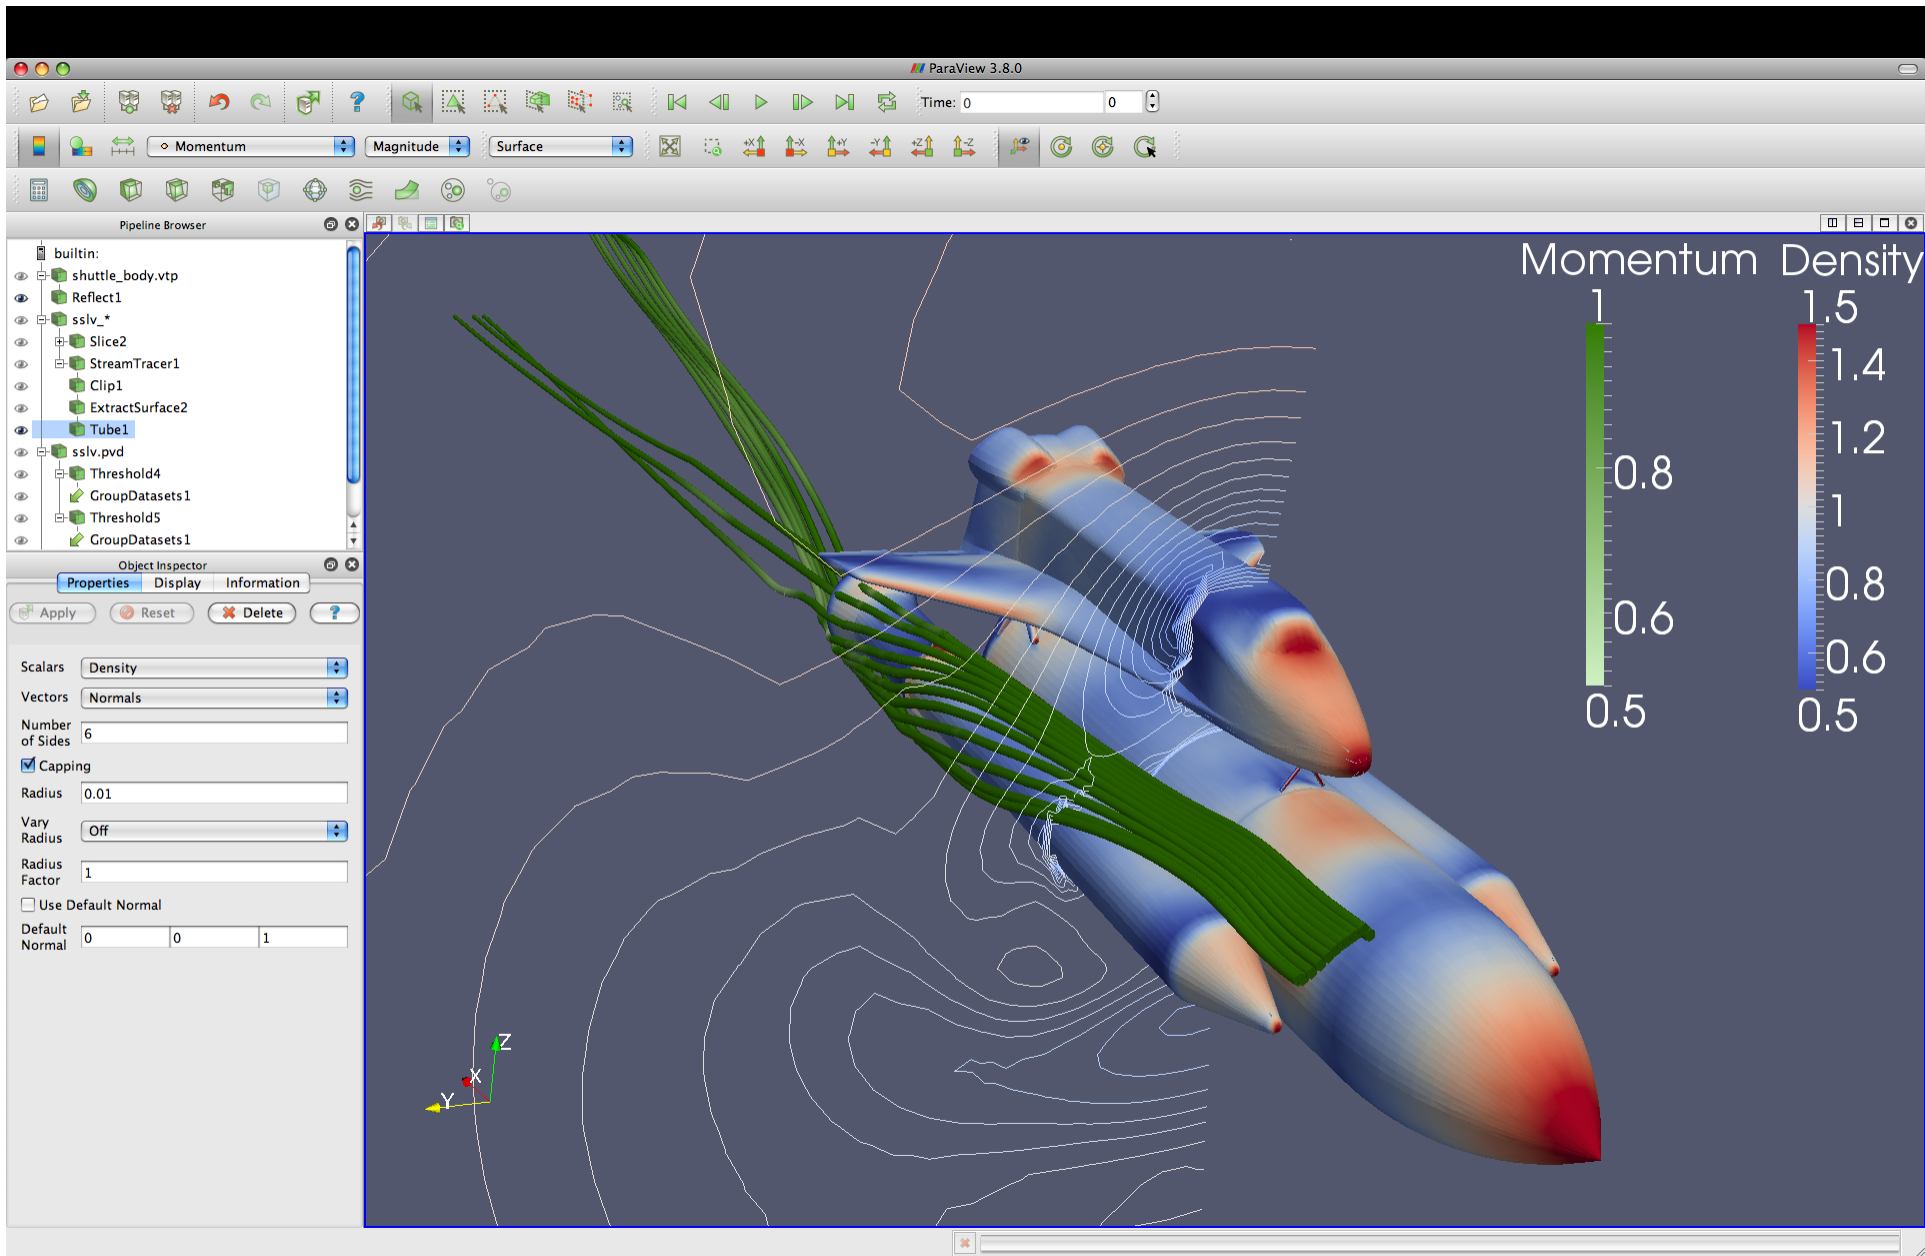 ParaView 3.8.0
Time: 0 0
Momentum Magnitude Surface
+X -X +Y -Y +Z -Z
Pipeline Browser
builtin:
shuttle_body.vtp
Reflect1
sslv_*
Slice2
StreamTracer1
Clip1
ExtractSurface2
Tube1
sslv.pvd
Threshold4
GroupDatasets1
Threshold5
GroupDatasets1
Object Inspector
Properties Display Information
Apply Reset Delete ?
Scalars Density
Vectors Normals
Number
of Sides 6
Capping
Radius 0.01
Vary
Radius Off
Radius
Factor 1
Use Default Normal
Default
Normal 0 0 1
Momentum
1
0.8
0.6
0.5
Density
1.5
1.4
1.2
1
0.8
0.6
0.5
Z
X
Y